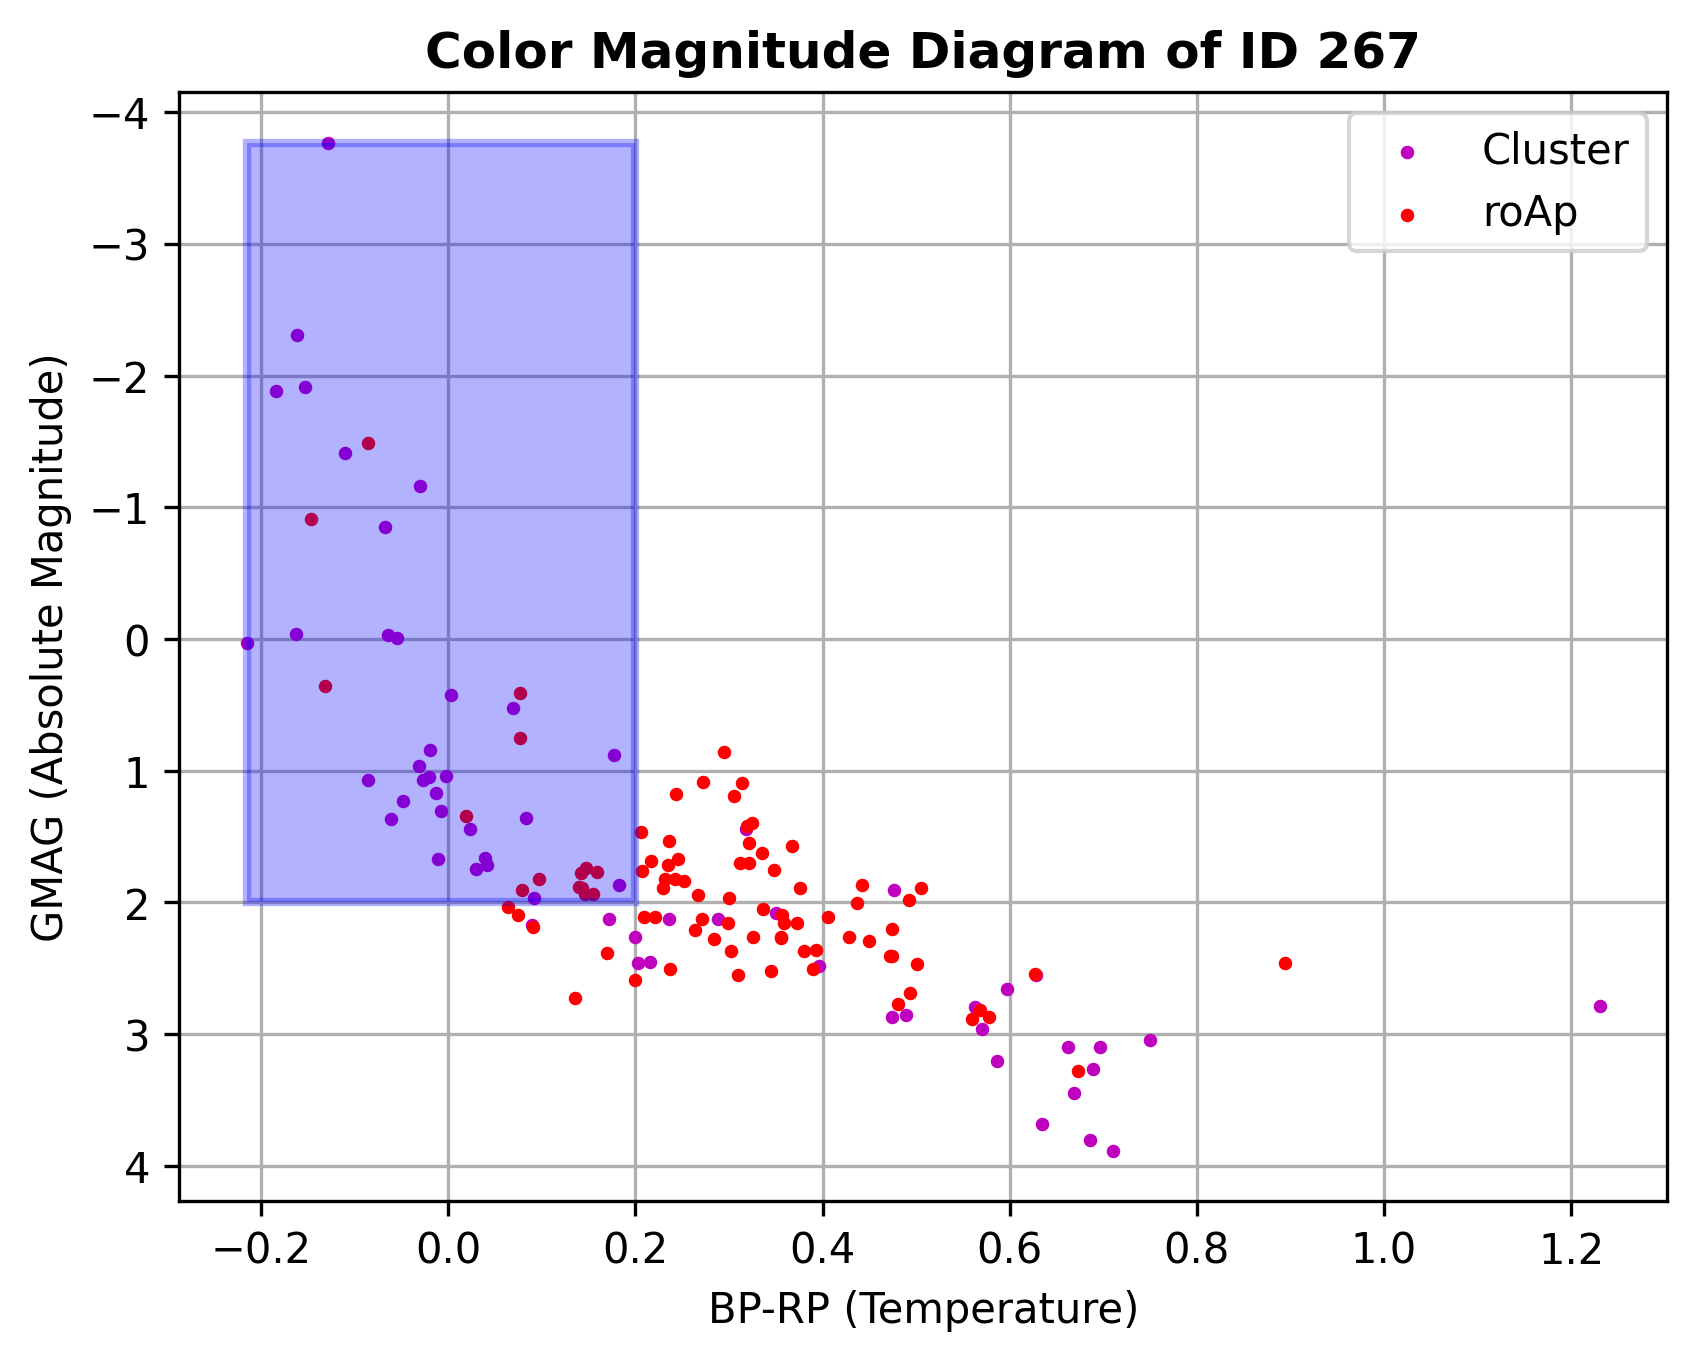 Color Magnitude Diagram of ID 267
Cluster
roAp
GMAG (Absolute Magnitude)
−4
−3
−2
−1
0
1
2
3
4
−0.2 0.0 0.2 0.4 0.6 0.8 1.0 1.2
BP-RP (Temperature)